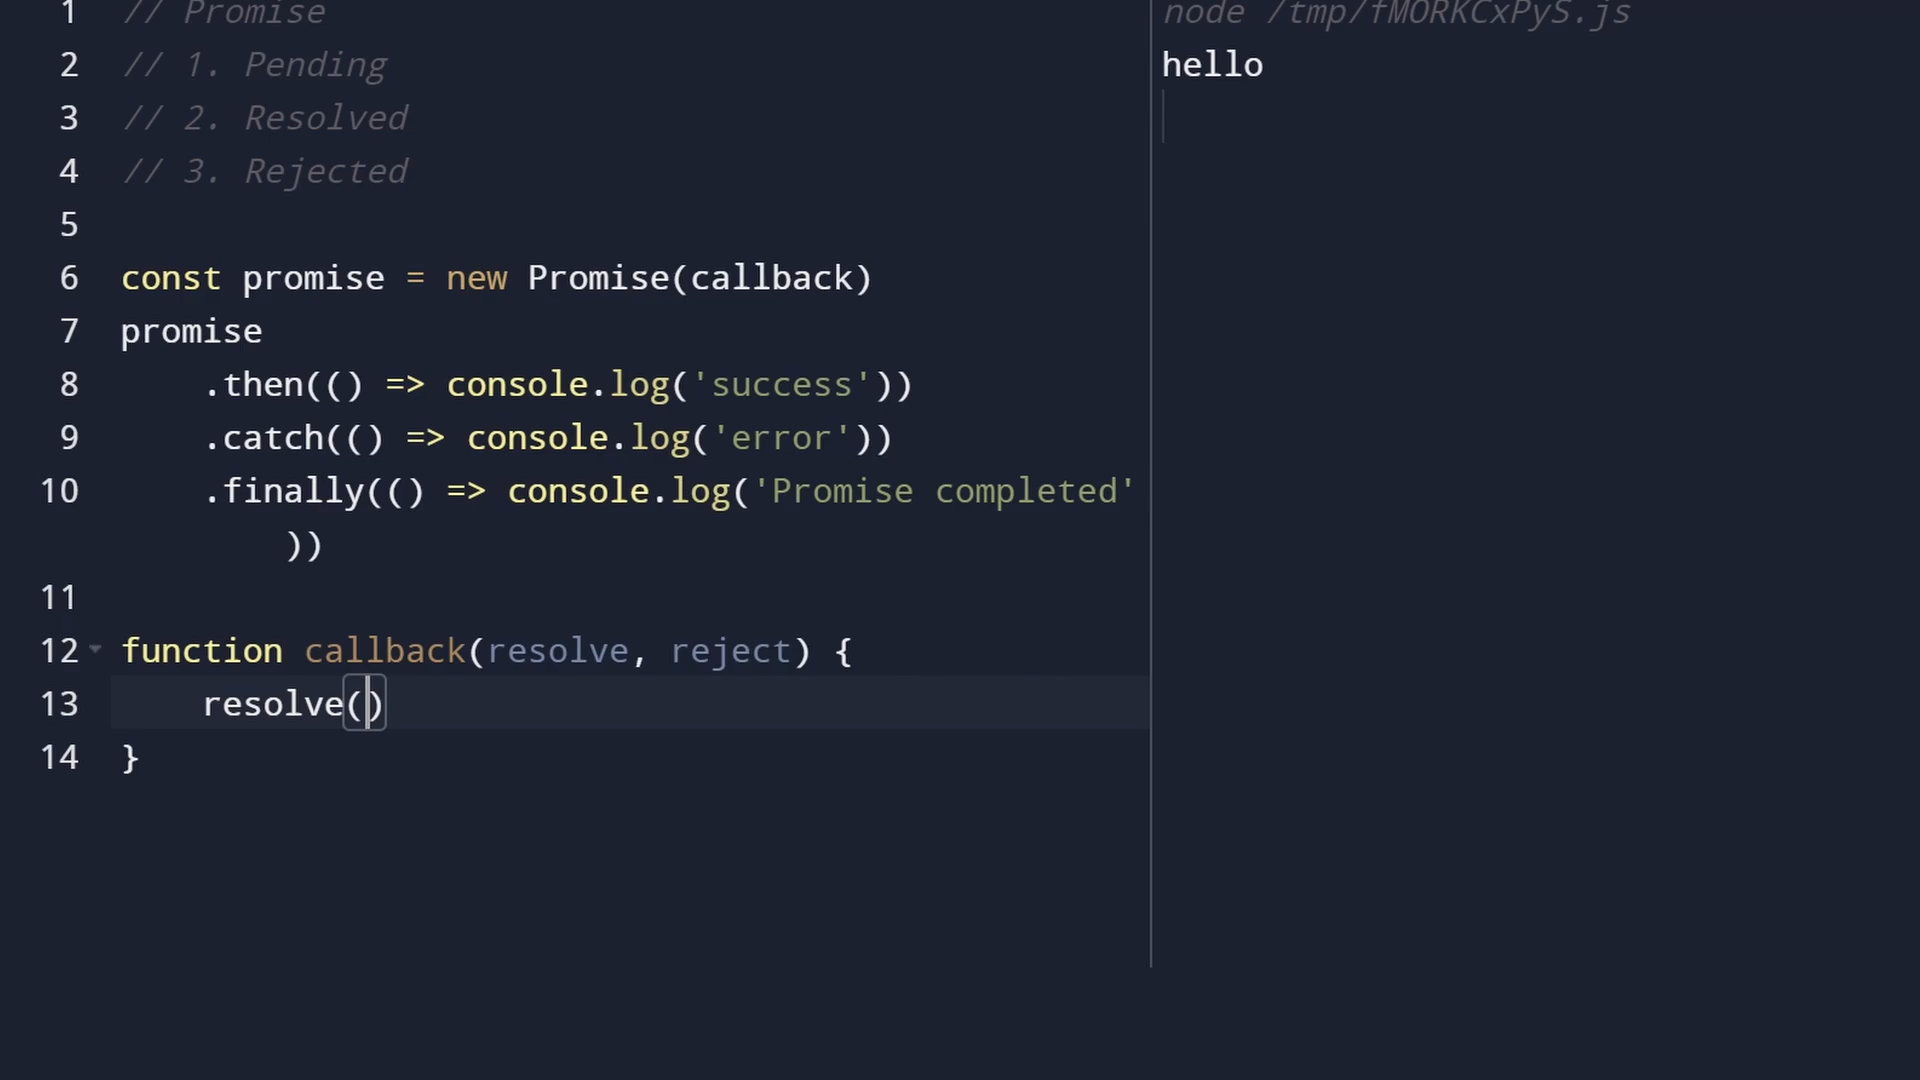 1 // Promise
2 // 1. Pending
3 // 2. Resolved
4 // 3. Rejected
5
6 const promise = new Promise(callback)
7 promise
8 .then(() => console.log('success'))
9 .catch(() => console.log('error'))
10 .finally(() => console.log('Promise completed'
))
11
12 function callback(resolve, reject) {
13 resolve()
14 }
node /tmp/fMORKCxPyS.js
hello